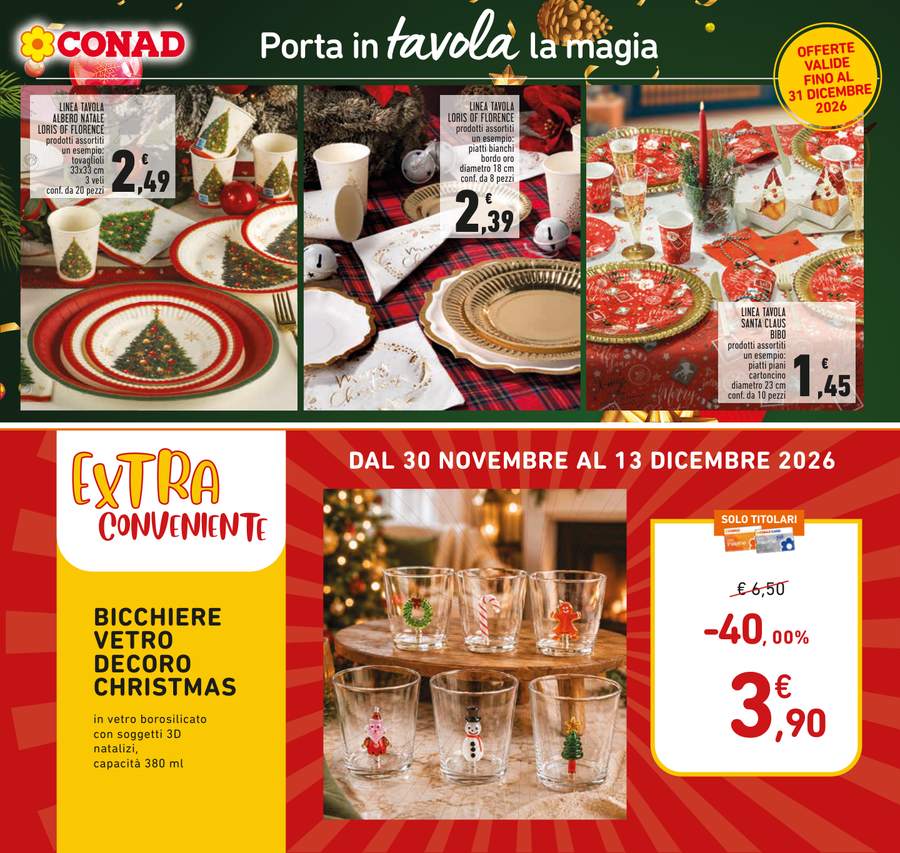 CONAD
Porta in tavola la magia
OFFERTE
VALIDE
FINO AL
31 DICEMBRE
2026
LINEA TAVOLA
ALBERO NATALE
LORIS OF FLORENCE
prodotti assortiti
un esempio:
tovaglioli
33x33 cm
3 veli
conf. da 20 pezzi
2,49 €
LINEA TAVOLA
LORIS OF FLORENCE
prodotti assortiti
un esempio:
piatti bianchi
bordo oro
diametro 18 cm
conf. da 8 pezzi
2,39 €
LINEA TAVOLA
SANTA CLAUS
BIBO
prodotti assortiti
un esempio:
piatti piani
cartoncino
diametro 23 cm
conf. da 10 pezzi
1,45 €
EXTRA
CONVENIENTE
DAL 30 NOVEMBRE AL 13 DICEMBRE 2026
BICCHIERE
VETRO
DECORO
CHRISTMAS
in vetro borosilicato
con soggetti 3D
natalizi,
capacità 380 ml
SOLO TITOLARI
€ 6,50
-40,00%
3,90 €